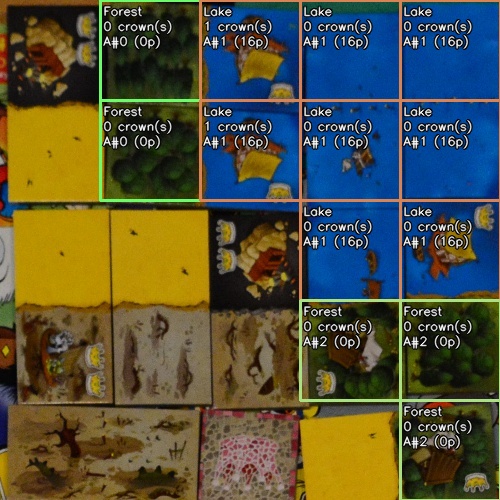 Forest
0 crown(s)
A#0 (0p)
Lake
1 crown(s)
A#1 (16p)
Lake
0 crown(s)
A#1 (16p)
Lake
0 crown(s)
A#1 (16p)
Forest
0 crown(s)
A#0 (0p)
Lake
1 crown(s)
A#1 (16p)
Lake
0 crown(s)
A#1 (16p)
Lake
0 crown(s)
A#1 (16p)
Lake
0 crown(s)
A#1 (16p)
Lake
0 crown(s)
A#1 (16p)
Forest
0 crown(s)
A#2 (0p)
Forest
0 crown(s)
A#2 (0p)
Forest
0 crown(s)
A#2 (0p)